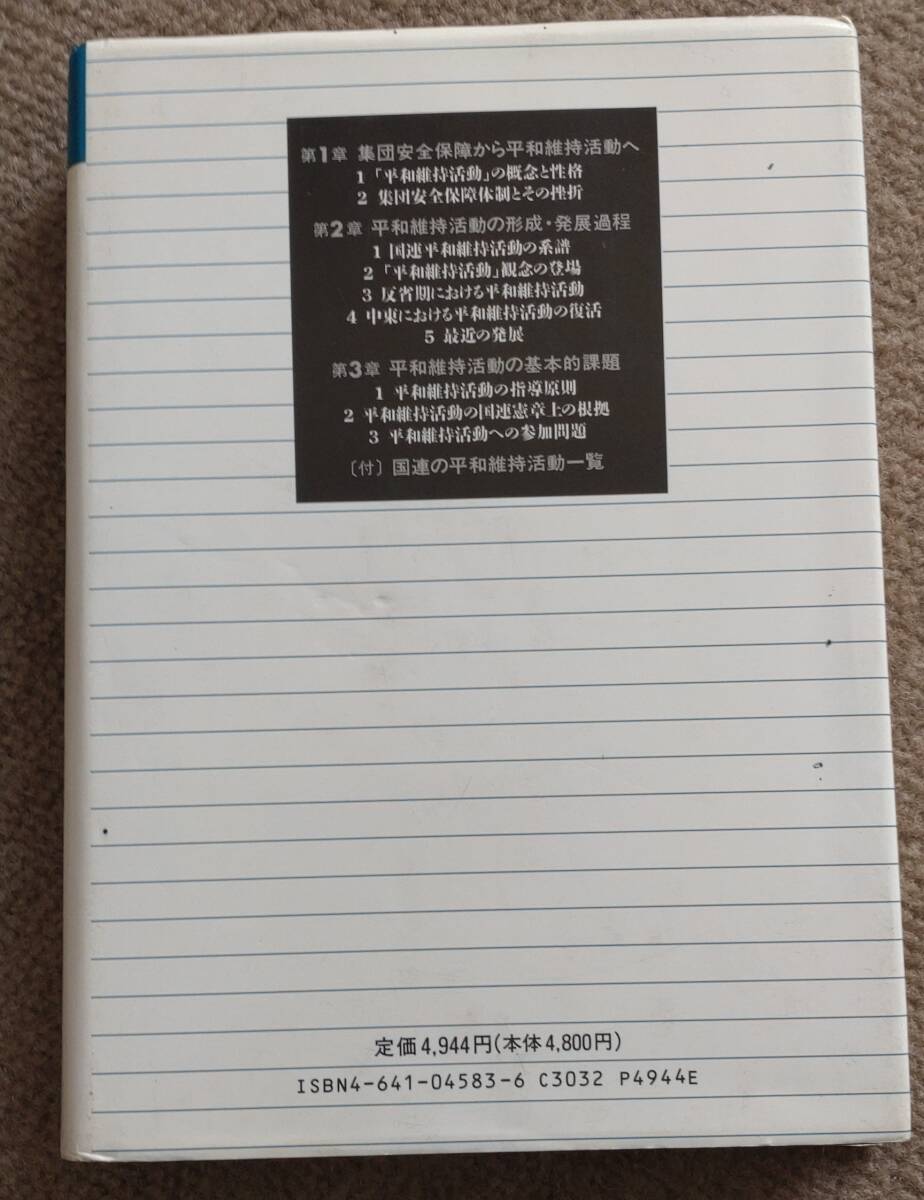 第1章 集団安全保障から平和維持活動へ
1 「平和維持活動」の概念と性格
2 集団安全保障体制とその挫折
第2章 平和維持活動の形成・発展過程
1 国連平和維持活動の系譜
2 「平和維持活動」観念の登場
3 反省期における平和維持活動
4 中東における平和維持活動の復活
5 最近の発展
第3章 平和維持活動の基本的課題
1 平和維持活動の指導原則
2 平和維持活動の国連憲章上の根拠
3 平和維持活動への参加問題
〔付〕 国連の平和維持活動一覧
定価4,944円(本体4,800円)
ISBN4-641-04583-6 C3032 P4944E